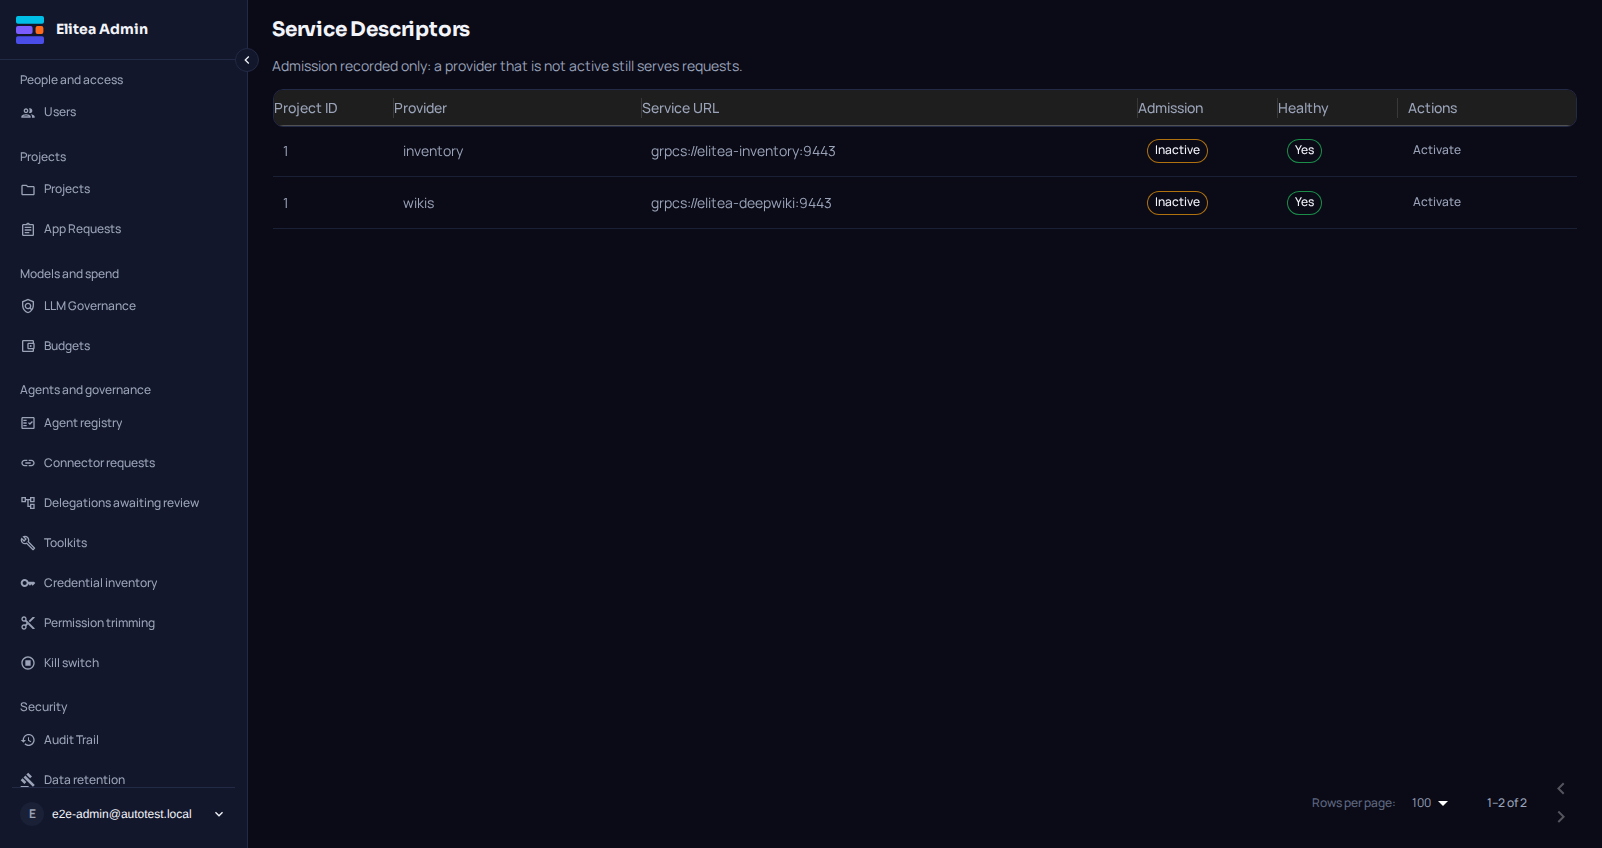 Elitea Admin
People and access
Users
Projects
Projects
App Requests
Models and spend
LLM Governance
Budgets
Agents and governance
Agent registry
Connector requests
Delegations awaiting review
Toolkits
Credential inventory
Permission trimming
Kill switch
Security
Audit Trail
Data retention
E e2e-admin@autotest.local
Service Descriptors
Admission recorded only: a provider that is not active still serves requests.
Project ID Provider Service URL Admission Healthy Actions
1 inventory grpcs://elitea-inventory:9443 Inactive Yes Activate
1 wikis grpcs://elitea-deepwiki:9443 Inactive Yes Activate
Rows per page: 100 1–2 of 2